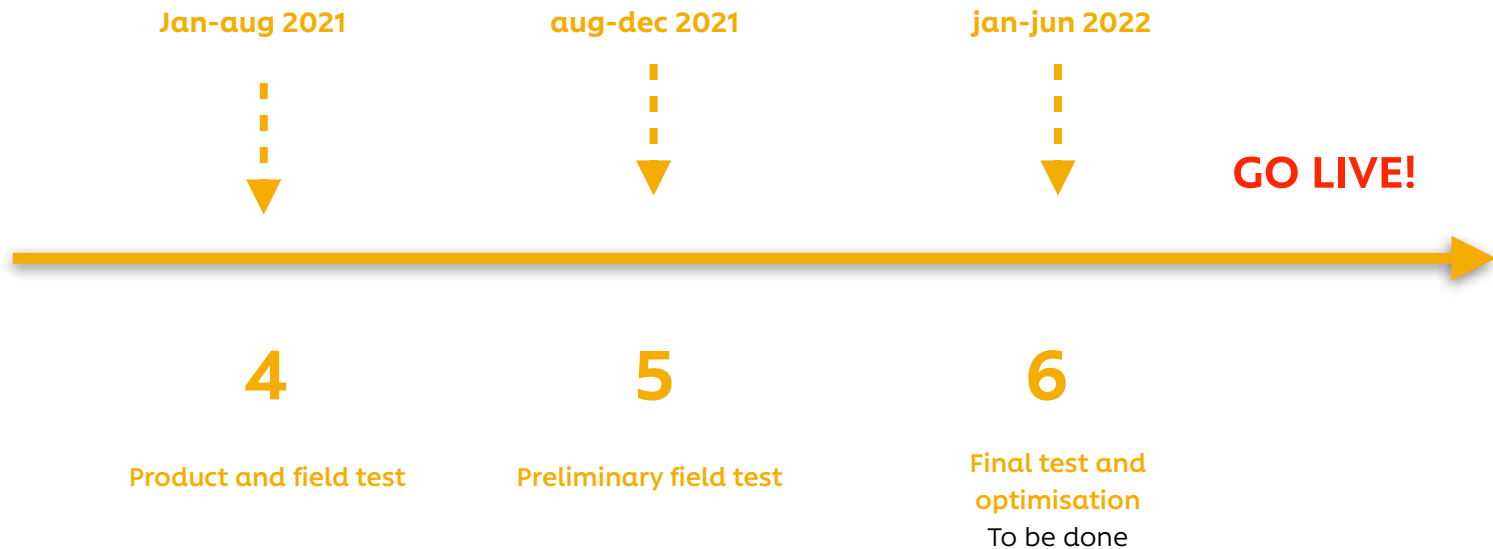 Jan-aug 2021
aug-dec 2021
jan-jun 2022
GO LIVE!
4
5
6
Product and field test
Preliminary field test
Final test and
optimisation
To be done